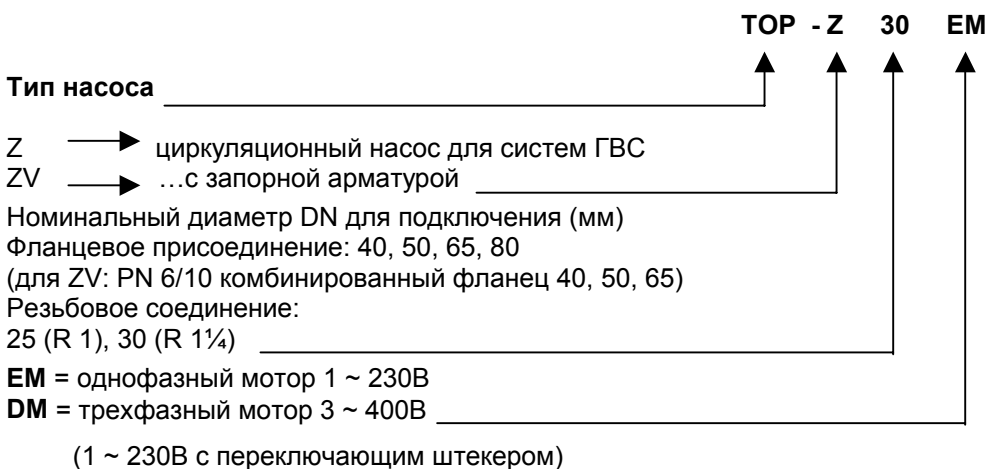 TOP - Z 30 EM
Тип насоса
Z циркуляционный насос для систем ГВС
ZV …с запорной арматурой
Номинальный диаметр DN для подключения (мм)
Фланцевое присоединение: 40, 50, 65, 80
(для ZV: PN 6/10 комбинированный фланец 40, 50, 65)
Резьбовое соединение:
25 (R 1), 30 (R 1¼)
EM = однофазный мотор 1 ~ 230В
DM = трехфазный мотор 3 ~ 400В
(1 ~ 230В с переключающим штекером)